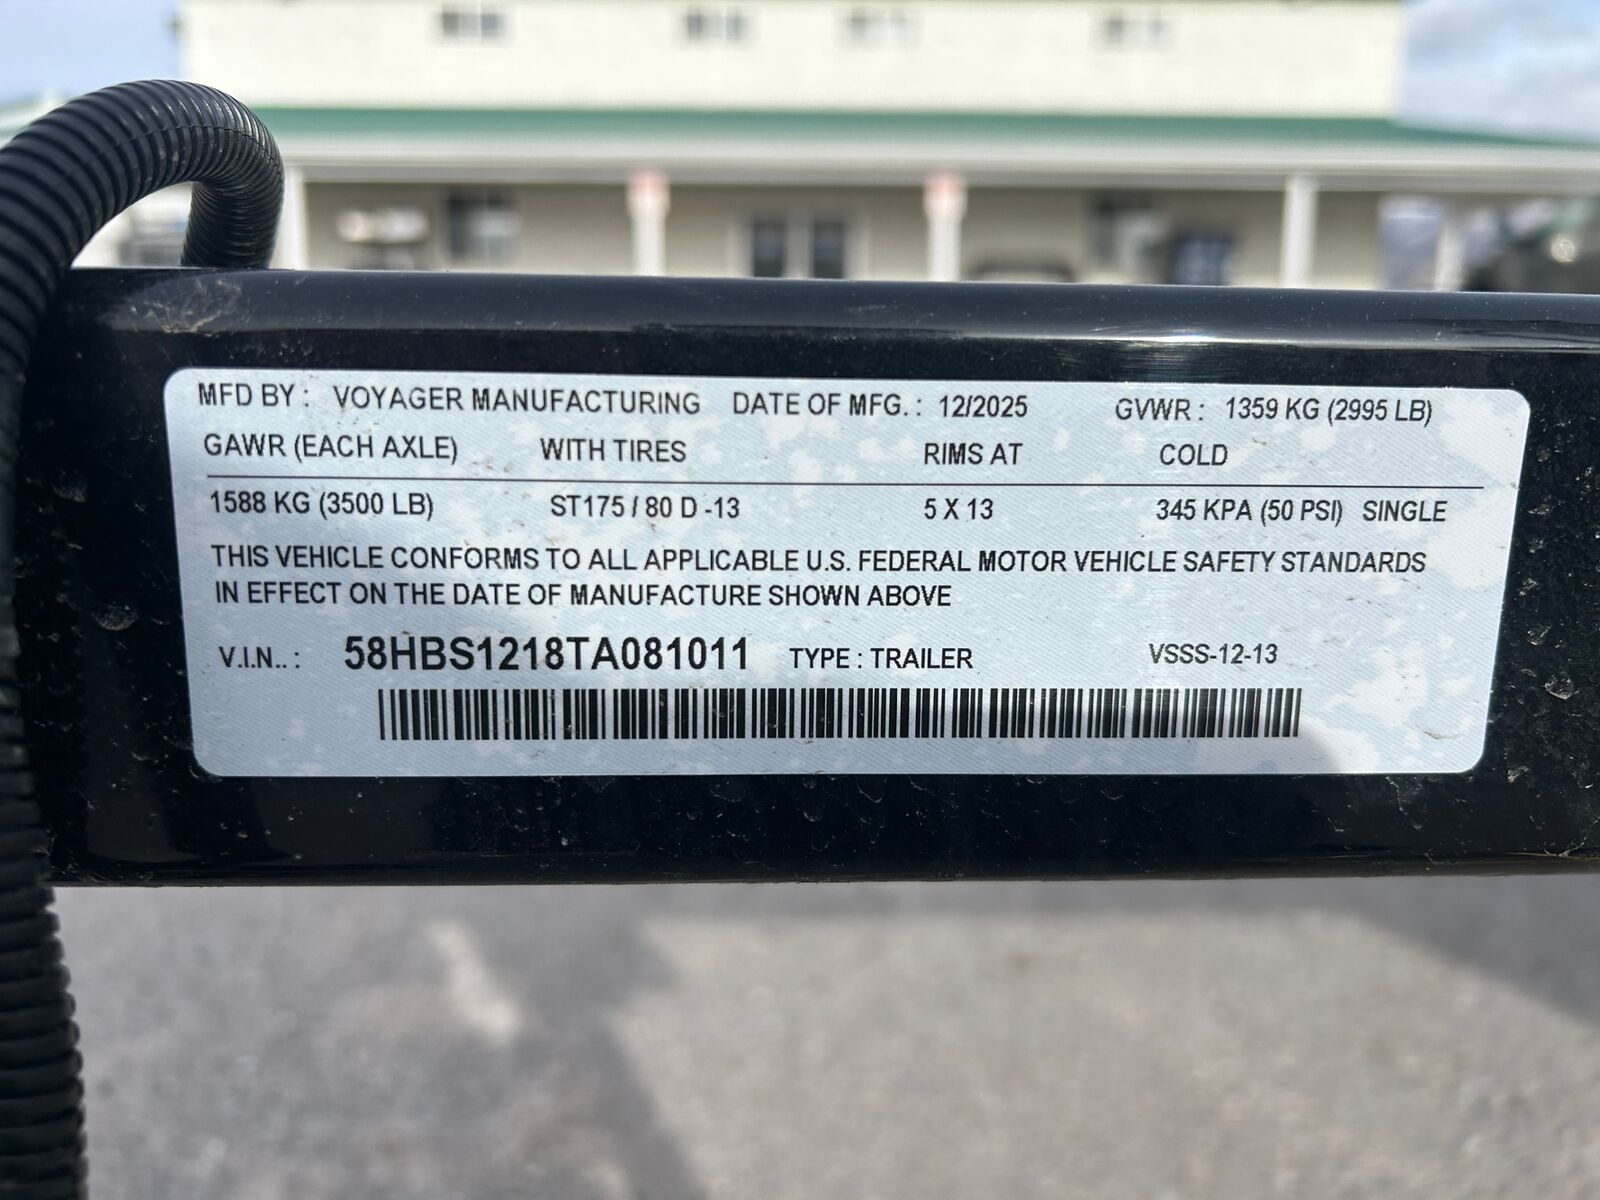 MFD BY : VOYAGER MANUFACTURING DATE OF MFG. : 12/2025 GVWR : 1359 KG (2995 LB)
GAWR (EACH AXLE) WITH TIRES RIMS AT COLD
1588 KG (3500 LB) ST175 / 80 D -13 5 X 13 345 KPA (50 PSI) SINGLE
THIS VEHICLE CONFORMS TO ALL APPLICABLE U.S. FEDERAL MOTOR VEHICLE SAFETY STANDARDS
IN EFFECT ON THE DATE OF MANUFACTURE SHOWN ABOVE
V.I.N.. : 58HBS1218TA081011 TYPE : TRAILER VSSS-12-13